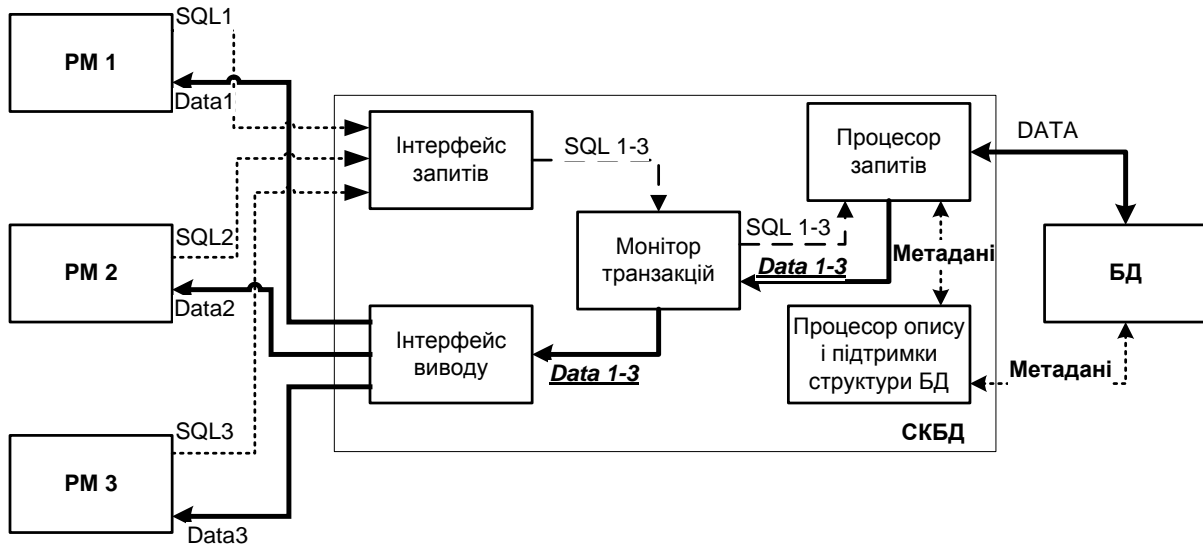 SQL1
РМ 1
Data1
Інтерфейс
запитів
SQL 1-3
Процесор
запитів
DATA
SQL2
РМ 2
Data2
Монітор
транзакцій
SQL 1-3
Data 1-3
Метадані
БД
Інтерфейс
виводу
Data 1-3
Процесор опису
і підтримки
структури БД
Метадані
СКБД
SQL3
РМ 3
Data3